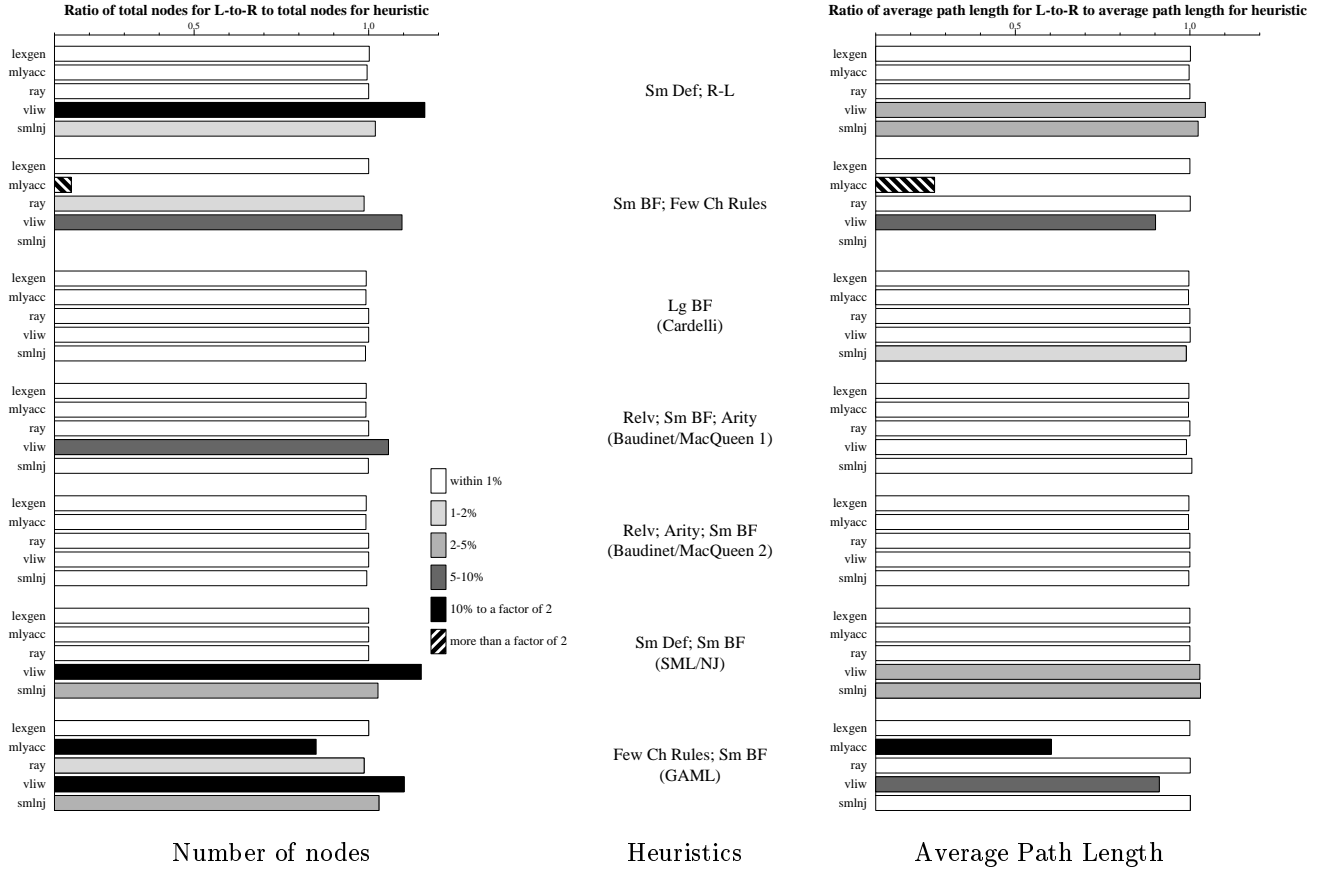 Ratio of total nodes for L-to-R to total nodes for heuristic
0.5 1.0
lexgen
mlyacc
ray
vliw
smlnj
lexgen
mlyacc
ray
vliw
smlnj
lexgen
mlyacc
ray
vliw
smlnj
lexgen
mlyacc
ray
vliw
smlnj
lexgen
mlyacc
ray
vliw
smlnj
lexgen
mlyacc
ray
vliw
smlnj
lexgen
mlyacc
ray
vliw
smlnj
within 1%
1-2%
2-5%
5-10%
10% to a factor of 2
more than a factor of 2
Number of nodes
Sm Def; R-L
Sm BF; Few Ch Rules
Lg BF
(Cardelli)
Relv; Sm BF; Arity
(Baudinet/MacQueen 1)
Relv; Arity; Sm BF
(Baudinet/MacQueen 2)
Sm Def; Sm BF
(SML/NJ)
Few Ch Rules; Sm BF
(GAML)
Heuristics
Ratio of average path length for L-to-R to average path length for heuristic
0.5 1.0
lexgen
mlyacc
ray
vliw
smlnj
lexgen
mlyacc
ray
vliw
smlnj
lexgen
mlyacc
ray
vliw
smlnj
lexgen
mlyacc
ray
vliw
smlnj
lexgen
mlyacc
ray
vliw
smlnj
lexgen
mlyacc
ray
vliw
smlnj
lexgen
mlyacc
ray
vliw
smlnj
Average Path Length